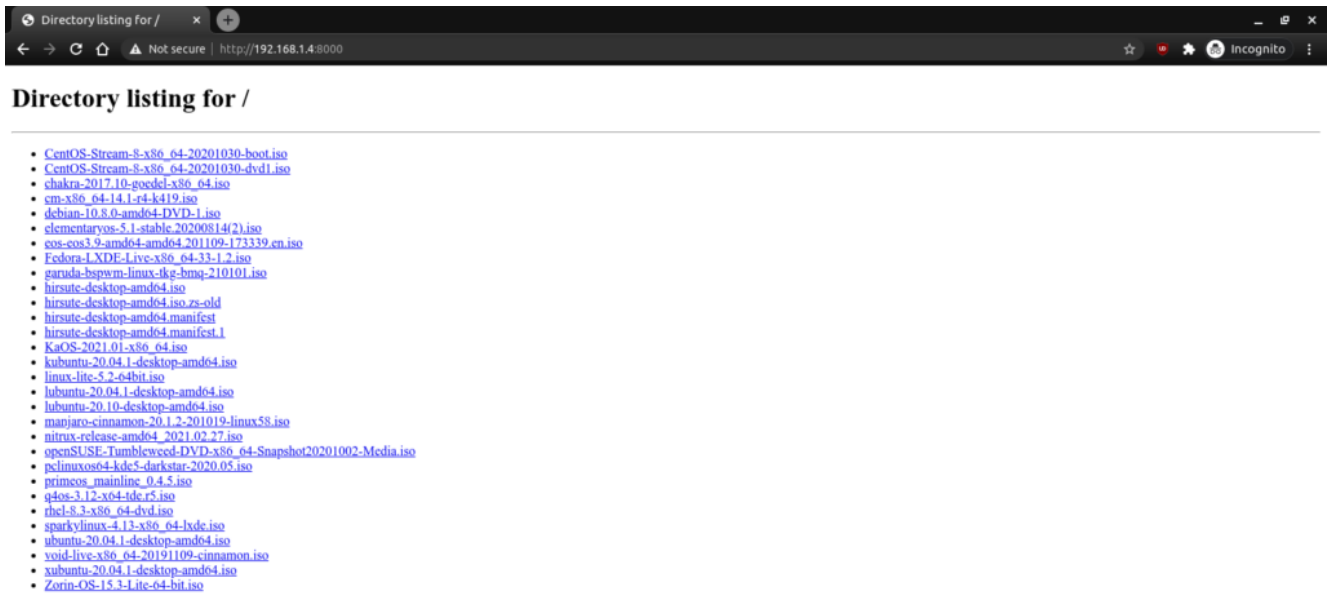 Directory listing for /
Not secure | http://192.168.1.4:8000
Incognito
Directory listing for /
CentOS-Stream-8-x86_64-20201030-boot.iso
CentOS-Stream-8-x86_64-20201030-dvd1.iso
chakra-2017.10-goedel-x86_64.iso
cm-x86_64-14.1-r4-k419.iso
debian-10.8.0-amd64-DVD-1.iso
elementaryos-5.1-stable.20200814(2).iso
eos-eos3.9-amd64-amd64.201109-173339.en.iso
Fedora-LXDE-Live-x86_64-33-1.2.iso
garuda-bspwm-linux-tkg-bmq-210101.iso
hirsute-desktop-amd64.iso
hirsute-desktop-amd64.iso.zs-old
hirsute-desktop-amd64.manifest
hirsute-desktop-amd64.manifest.1
KaOS-2021.01-x86_64.iso
kubuntu-20.04.1-desktop-amd64.iso
linux-lite-5.2-64bit.iso
lubuntu-20.04.1-desktop-amd64.iso
lubuntu-20.10-desktop-amd64.iso
manjaro-cinnamon-20.1.2-201019-linux58.iso
nitrux-release-amd64_2021.02.27.iso
openSUSE-Tumbleweed-DVD-x86_64-Snapshot20201002-Media.iso
pclinuxos64-kde5-darkstar-2020.05.iso
primeos_mainline_0.4.5.iso
q4os-3.12-x64-tde.r5.iso
rhel-8.3-x86_64-dvd.iso
sparkylinux-4.13-x86_64-lxde.iso
ubuntu-20.04.1-desktop-amd64.iso
void-live-x86_64-20191109-cinnamon.iso
xubuntu-20.04.1-desktop-amd64.iso
Zorin-OS-15.3-Lite-64-bit.iso